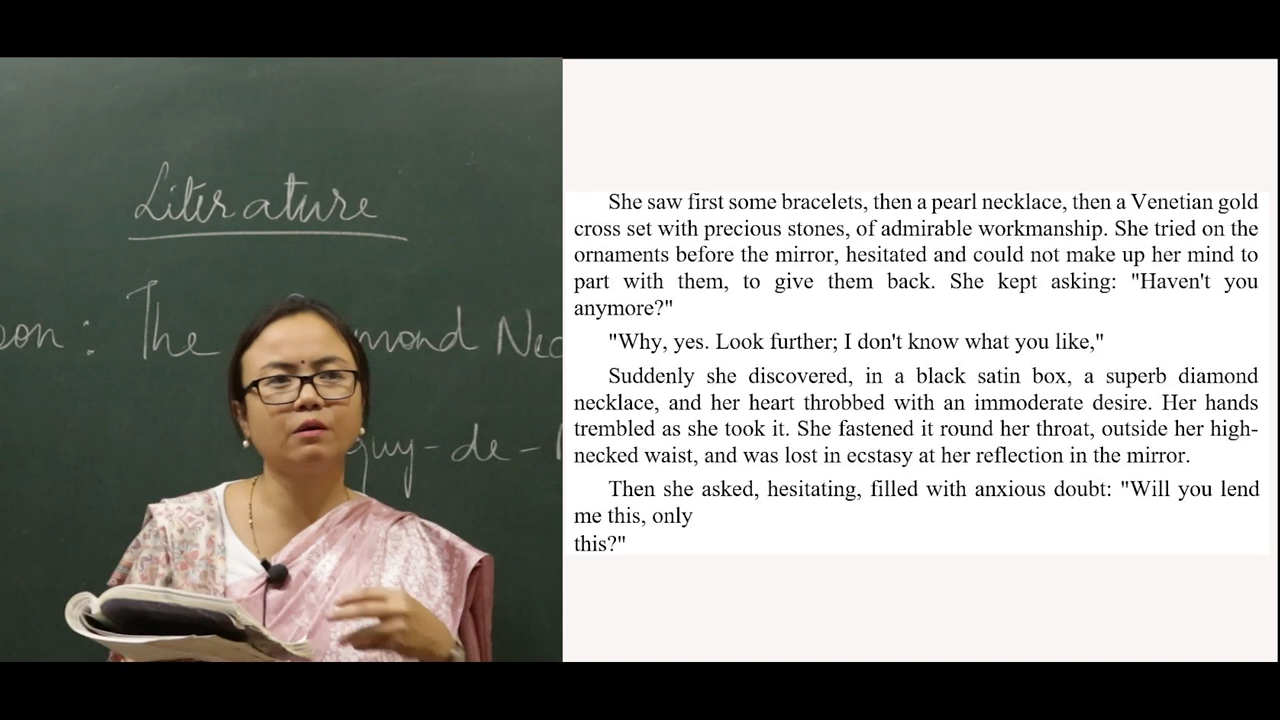 Literature
son: The Diamond Nec
Guy-de-
She saw first some bracelets, then a pearl necklace, then a Venetian gold
cross set with precious stones, of admirable workmanship. She tried on the
ornaments before the mirror, hesitated and could not make up her mind to
part with them, to give them back. She kept asking: "Haven't you
anymore?"
"Why, yes. Look further; I don't know what you like,"
Suddenly she discovered, in a black satin box, a superb diamond
necklace, and her heart throbbed with an immoderate desire. Her hands
trembled as she took it. She fastened it round her throat, outside her high-
necked waist, and was lost in ecstasy at her reflection in the mirror.
Then she asked, hesitating, filled with anxious doubt: "Will you lend
me this, only
this?"